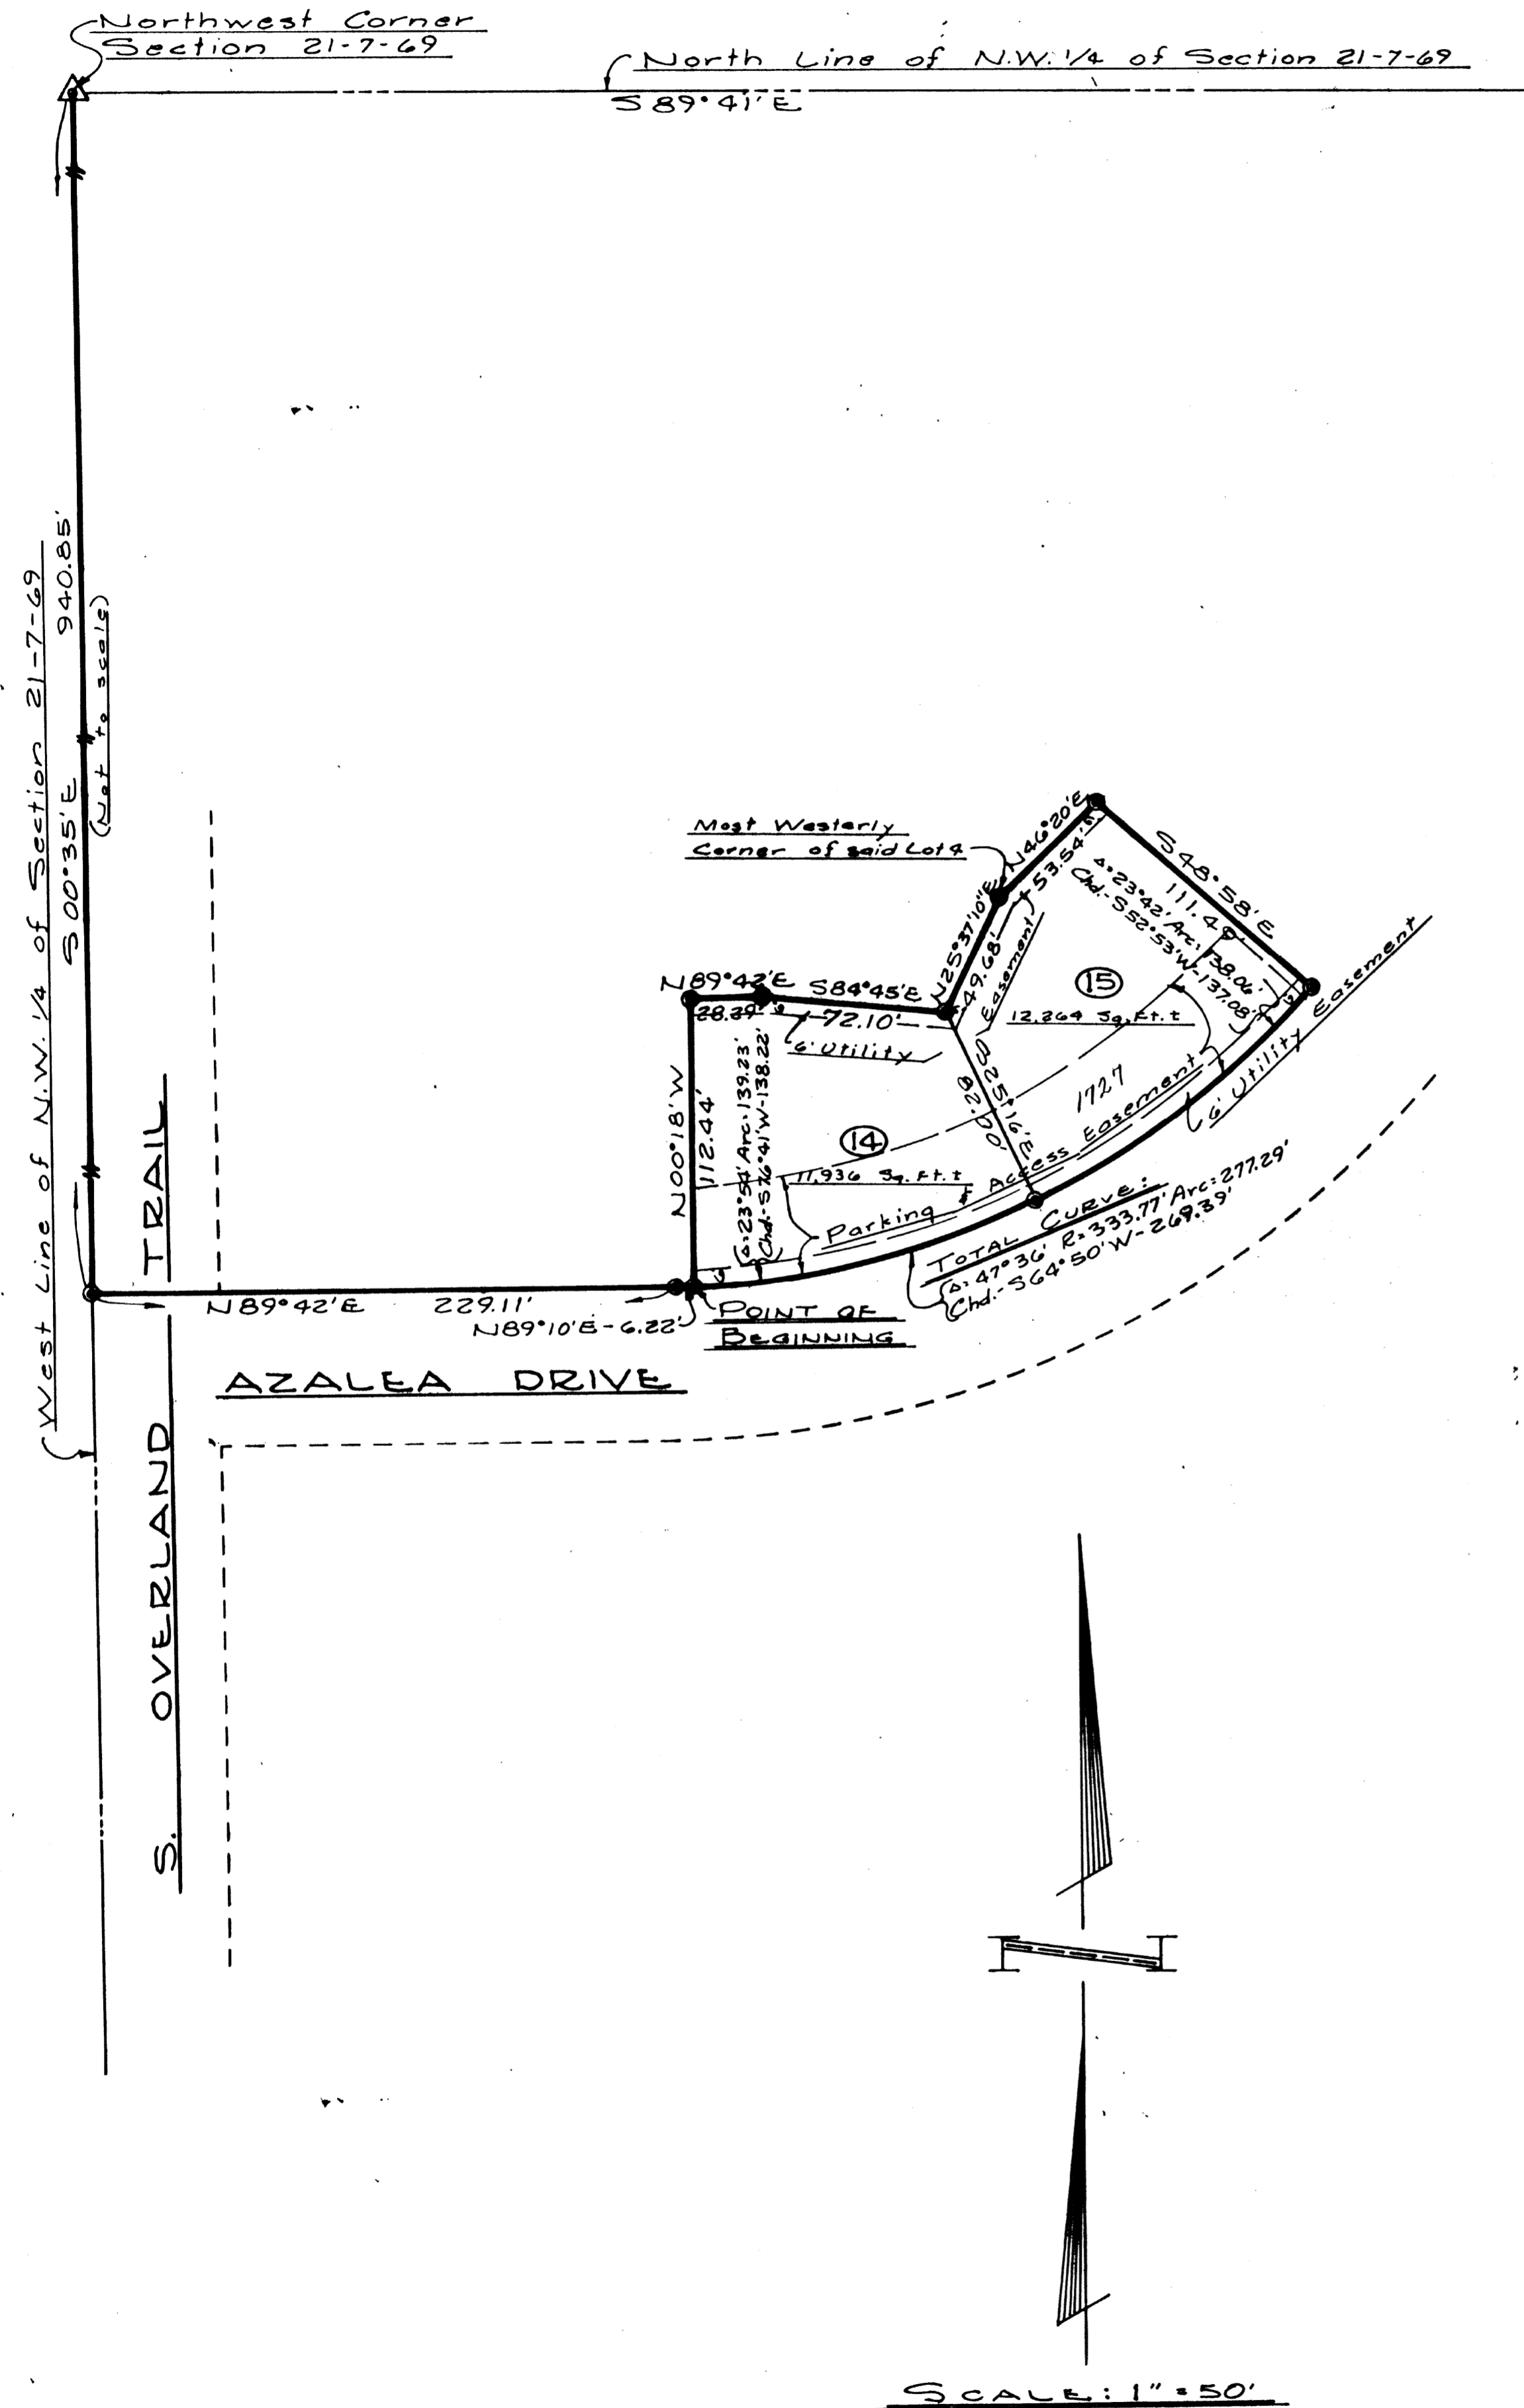 Northwest Corner
Section 21-7-69
North Line of N.W. 1/4 of Section 21-7-69
S 89°41' E
West Line of N.W. 1/4 of Section 21-7-69
S 00°35' E 940.85'
(Not to scale)
Most Westerly
Corner of said Lot 4
N46°20'E
53.54'
6'
S48°58'E
111.49'
Δ=23°42' Arc=138.06'
Chd.-S52°53'W-137.08'
N25°37'10"E
49.68'
Easement
15
12,364 Sq.Ft.±
N89°42'E
28.29'
S84°45'E
72.10'
6' Utility
S25°16'E
82.00'
1727
6' Utility Easement
N00°18'W
112.44'
Δ=23°54' Arc=139.23'
Chd.-S76°41'W-138.22'
14
11,936 Sq.Ft.±
Parking & Access Easement
TOTAL CURVE:
Δ=47°36' R=333.77' Arc=277.29'
Chd.-S64°50'W-269.39'
N89°42'E 229.11'
N89°10'E-6.22'
POINT OF
BEGINNING
AZALEA DRIVE
S. OVERLAND TRAIL
N
SCALE: 1"=50'